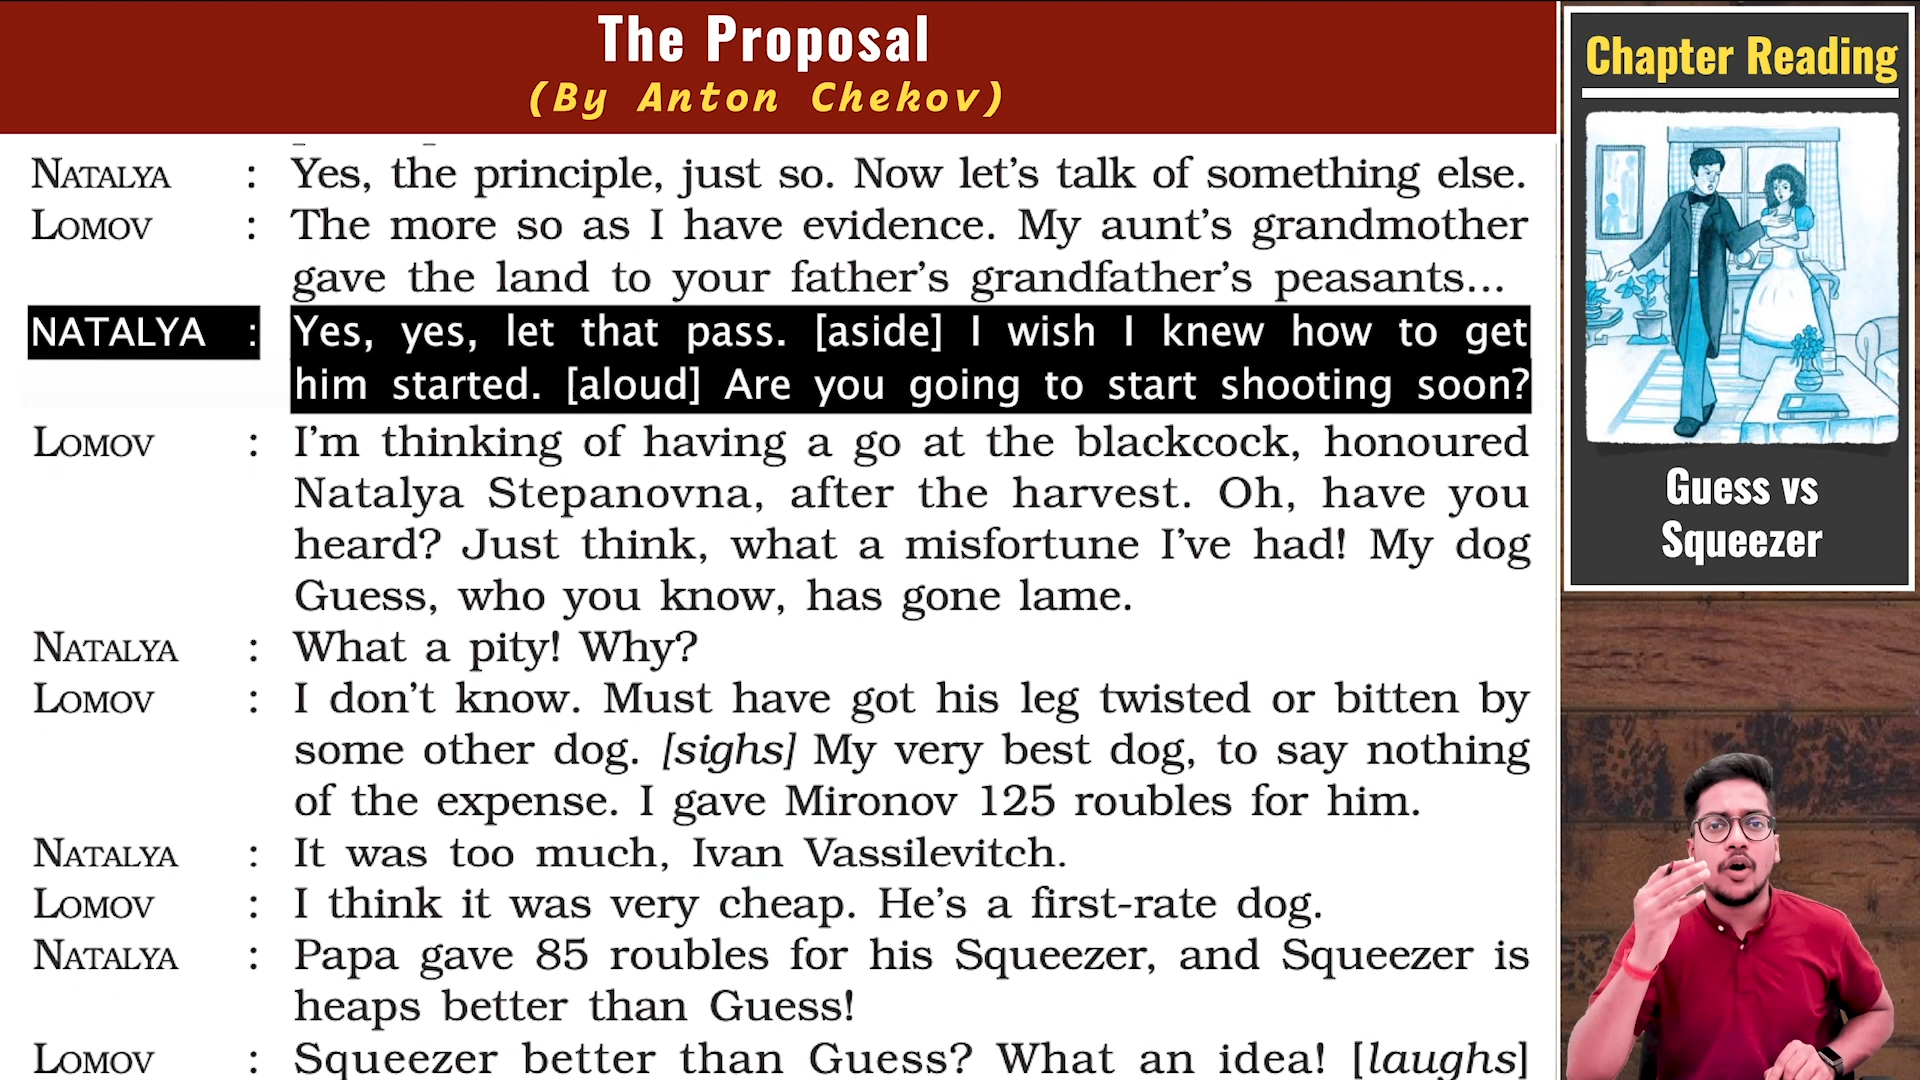 The Proposal
(By Anton Chekov)
NATALYA : Yes, the principle, just so. Now let's talk of something else.
LOMOV : The more so as I have evidence. My aunt's grandmother
gave the land to your father's grandfather's peasants...
NATALYA : Yes, yes, let that pass. [aside] I wish I knew how to get
him started. [aloud] Are you going to start shooting soon?
LOMOV : I'm thinking of having a go at the blackcock, honoured
Natalya Stepanovna, after the harvest. Oh, have you
heard? Just think, what a misfortune I've had! My dog
Guess, who you know, has gone lame.
NATALYA : What a pity! Why?
LOMOV : I don't know. Must have got his leg twisted or bitten by
some other dog. [sighs] My very best dog, to say nothing
of the expense. I gave Mironov 125 roubles for him.
NATALYA : It was too much, Ivan Vassilevitch.
LOMOV : I think it was very cheap. He's a first-rate dog.
NATALYA : Papa gave 85 roubles for his Squeezer, and Squeezer is
heaps better than Guess!
LOMOV : Squeezer better than Guess? What an idea! [laughs]
Chapter Reading
Guess vs
Squeezer